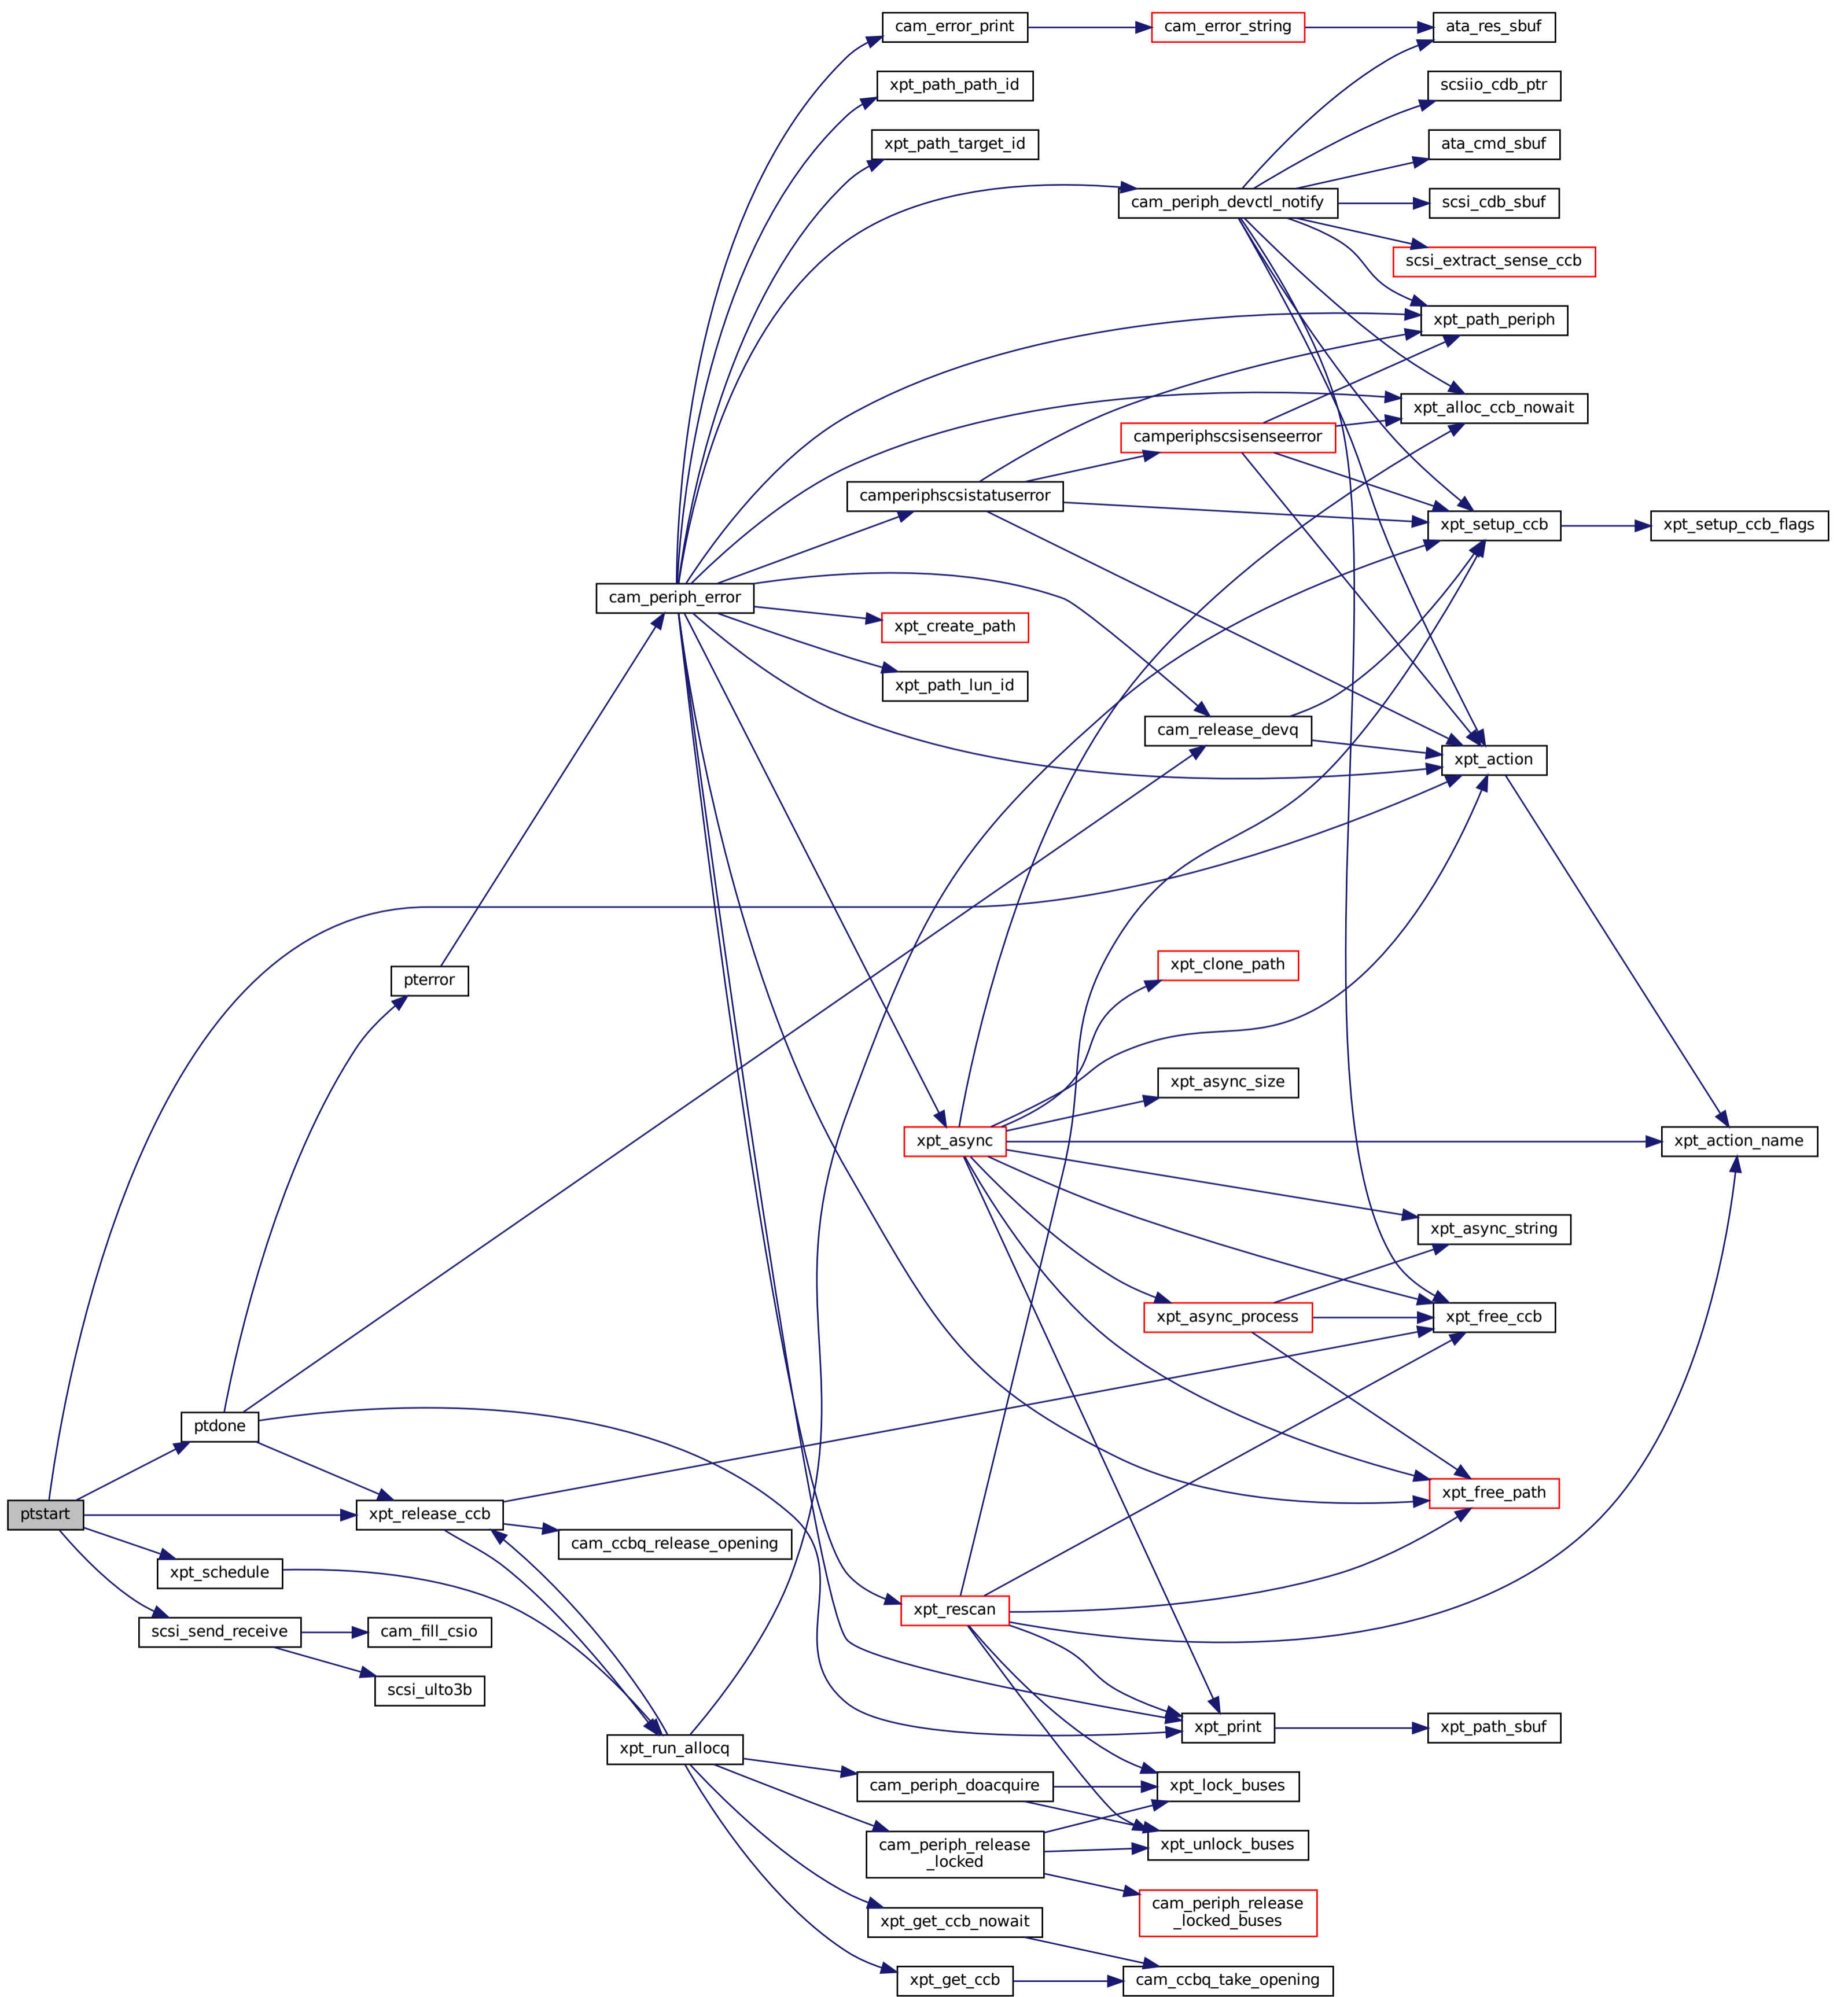 cam_error_print
cam_error_string
ata_res_sbuf
xpt_path_path_id
scsiio_cdb_ptr
xpt_path_target_id
ata_cmd_sbuf
cam_periph_devctl_notify
scsi_cdb_sbuf
scsi_extract_sense_ccb
xpt_path_periph
xpt_alloc_ccb_nowait
camperiphscsisenseerror
camperiphscsistatuserror
xpt_setup_ccb
xpt_setup_ccb_flags
cam_periph_error
xpt_create_path
xpt_path_lun_id
cam_release_devq
xpt_action
xpt_clone_path
pterror
xpt_async_size
xpt_async
xpt_action_name
xpt_async_string
xpt_async_process
xpt_free_ccb
ptdone
xpt_free_path
ptstart
xpt_release_ccb
cam_ccbq_release_opening
xpt_schedule
xpt_rescan
scsi_send_receive
cam_fill_csio
scsi_ulto3b
xpt_print
xpt_path_sbuf
xpt_run_allocq
cam_periph_doacquire
xpt_lock_buses
cam_periph_release
_locked
xpt_unlock_buses
cam_periph_release
_locked_buses
xpt_get_ccb_nowait
xpt_get_ccb
cam_ccbq_take_opening